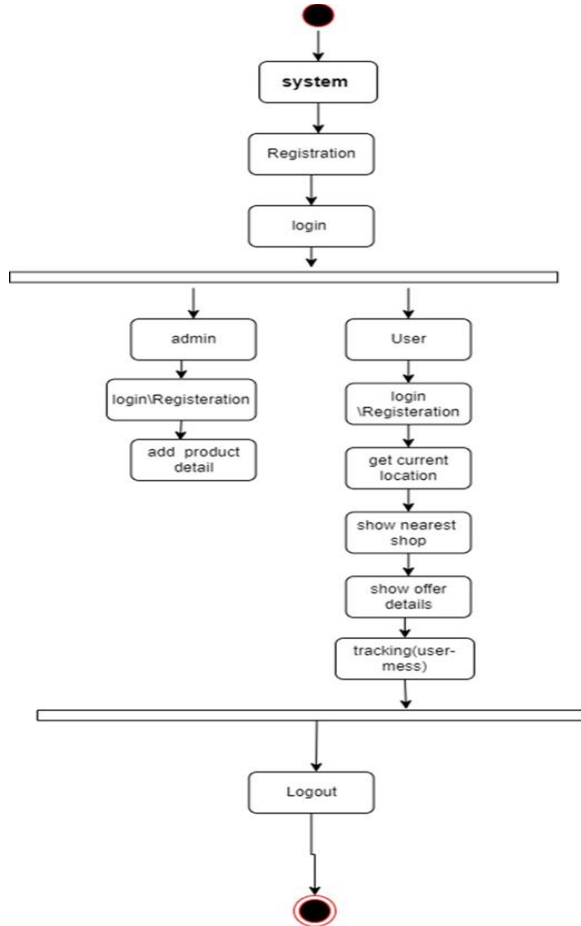 system
Registration
login
admin
User
login\Registeration
login
\Registeration
add product
detail
get current
location
show nearest
shop
show offer
details
tracking(user-
mess)
Logout